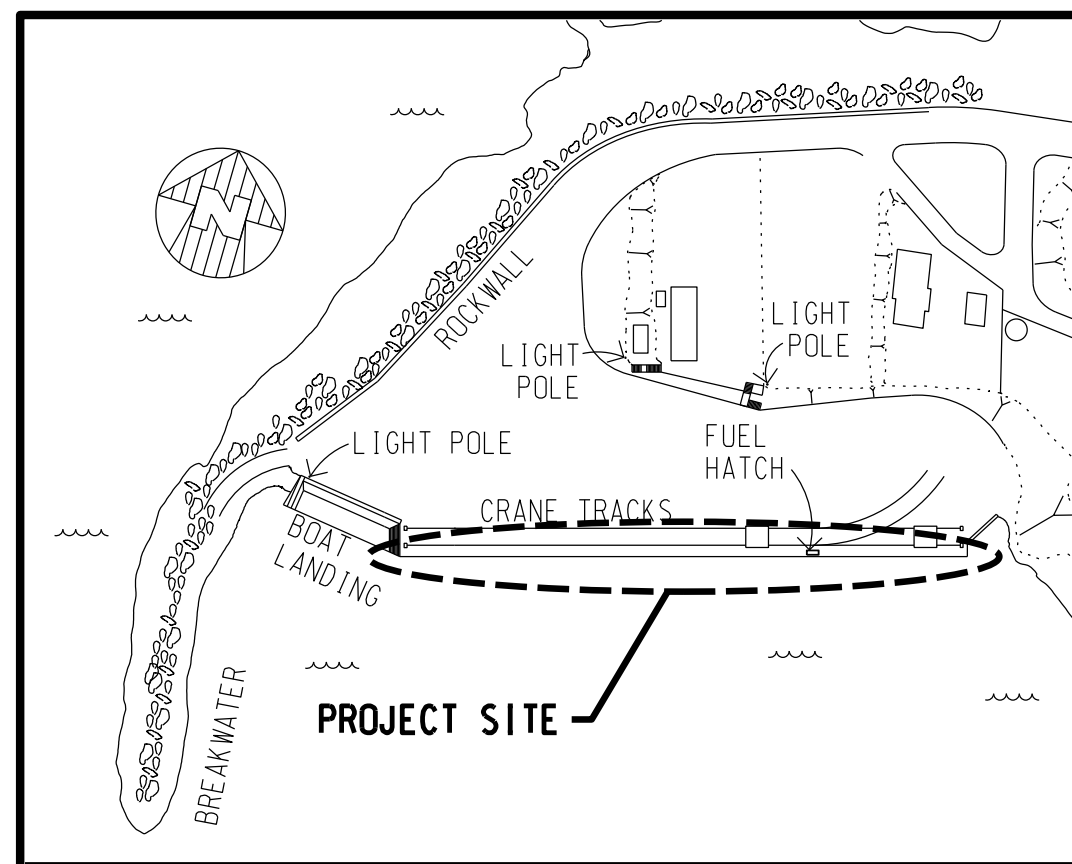 N
ROCKWALL
LIGHT
POLE
LIGHT
POLE
LIGHT POLE
FUEL
HATCH
CRANE TRACKS
BOAT
LANDING
PROJECT SITE
BREAKWATER